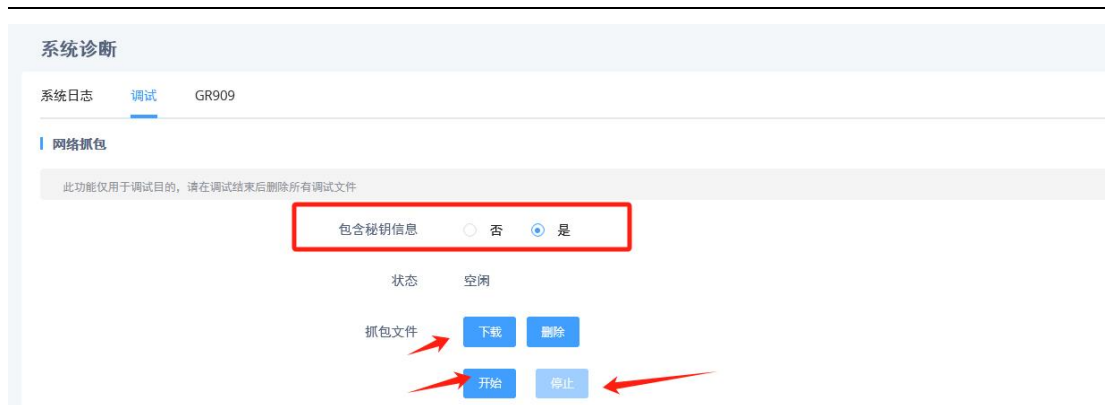 系统诊断
系统日志 调试 GR909
网络抓包
此功能仅用于调试目的，请在调试结束后删除所有调试文件
包含秘钥信息 否 是
状态 空闲
抓包文件 下载 删除
开始 停止